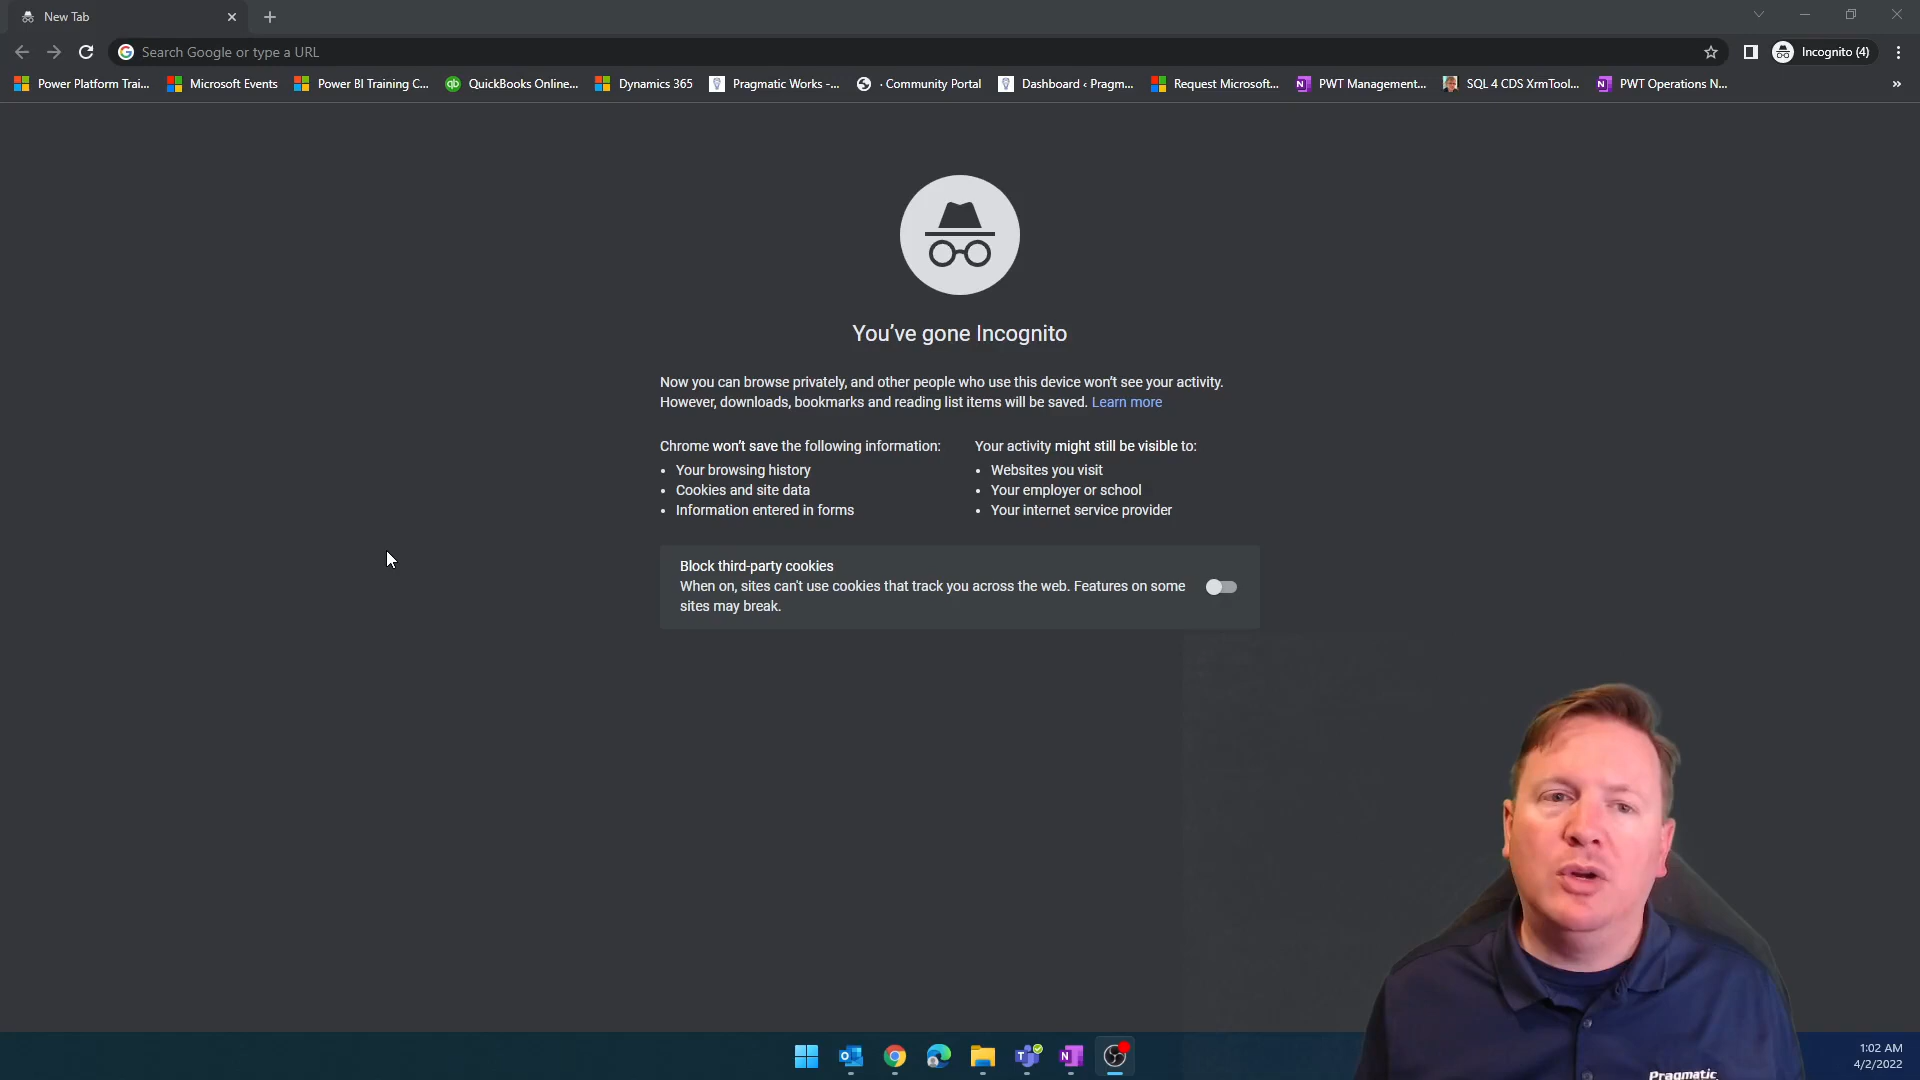 New Tab
Search Google or type a URL
Incognito (4)
Power Platform Trai...
Microsoft Events
Power BI Training C...
QuickBooks Online...
Dynamics 365
Pragmatic Works -...
· Community Portal
Dashboard ‹ Pragm...
Request Microsoft...
PWT Management...
SQL 4 CDS XrmTool...
PWT Operations N...
»
You've gone Incognito
Now you can browse privately, and other people who use this device won't see your activity.
However, downloads, bookmarks and reading list items will be saved. Learn more
Chrome won't save the following information:
• Your browsing history
• Cookies and site data
• Information entered in forms
Your activity might still be visible to:
• Websites you visit
• Your employer or school
• Your internet service provider
Block third-party cookies
When on, sites can't use cookies that track you across the web. Features on some
sites may break.
1:02 AM
4/2/2022
Pragmatic